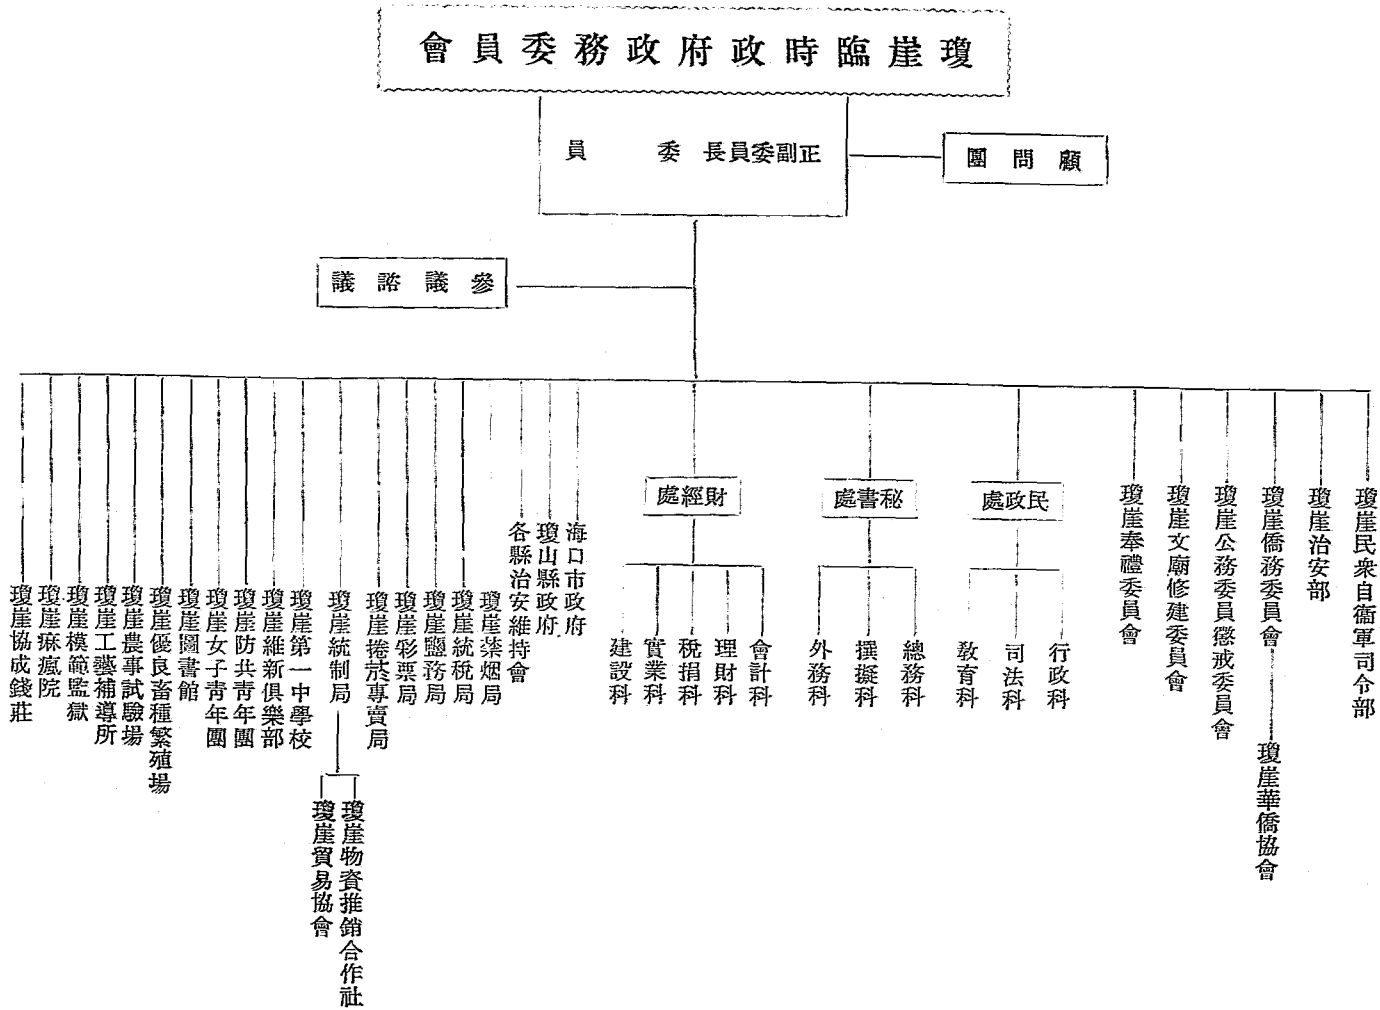 瓊崖臨時政府政務委員會
正副委員長　委員
顧問團
參議諮議
瓊崖民衆自衞軍司令部
瓊崖治安部
瓊崖僑務委員會
瓊崖華僑協會
瓊崖公務委員懲戒委員會
瓊崖文廟修建委員會
瓊崖奉禮委員會
民政處
行政科
司法科
敎育科
秘書處
總務科
撰擬科
外務科
財經處
會計科
理財科
稅捐科
實業科
建設科
海口市政府
瓊山縣政府
各縣治安維持會
瓊崖禁烟局
瓊崖統稅局
瓊崖鹽務局
瓊崖彩票局
瓊崖捲菸專賣局
瓊崖統制局
瓊崖物資推銷合作社
瓊崖貿易協會
瓊崖第一中學校
瓊崖維新俱樂部
瓊崖防共靑年團
瓊崖女子靑年團
瓊崖圖書館
瓊崖優良畜種繁殖場
瓊崖農事試驗場
瓊崖工藝補導所
瓊崖模範監獄
瓊崖痳瘋院
瓊崖協成錢莊